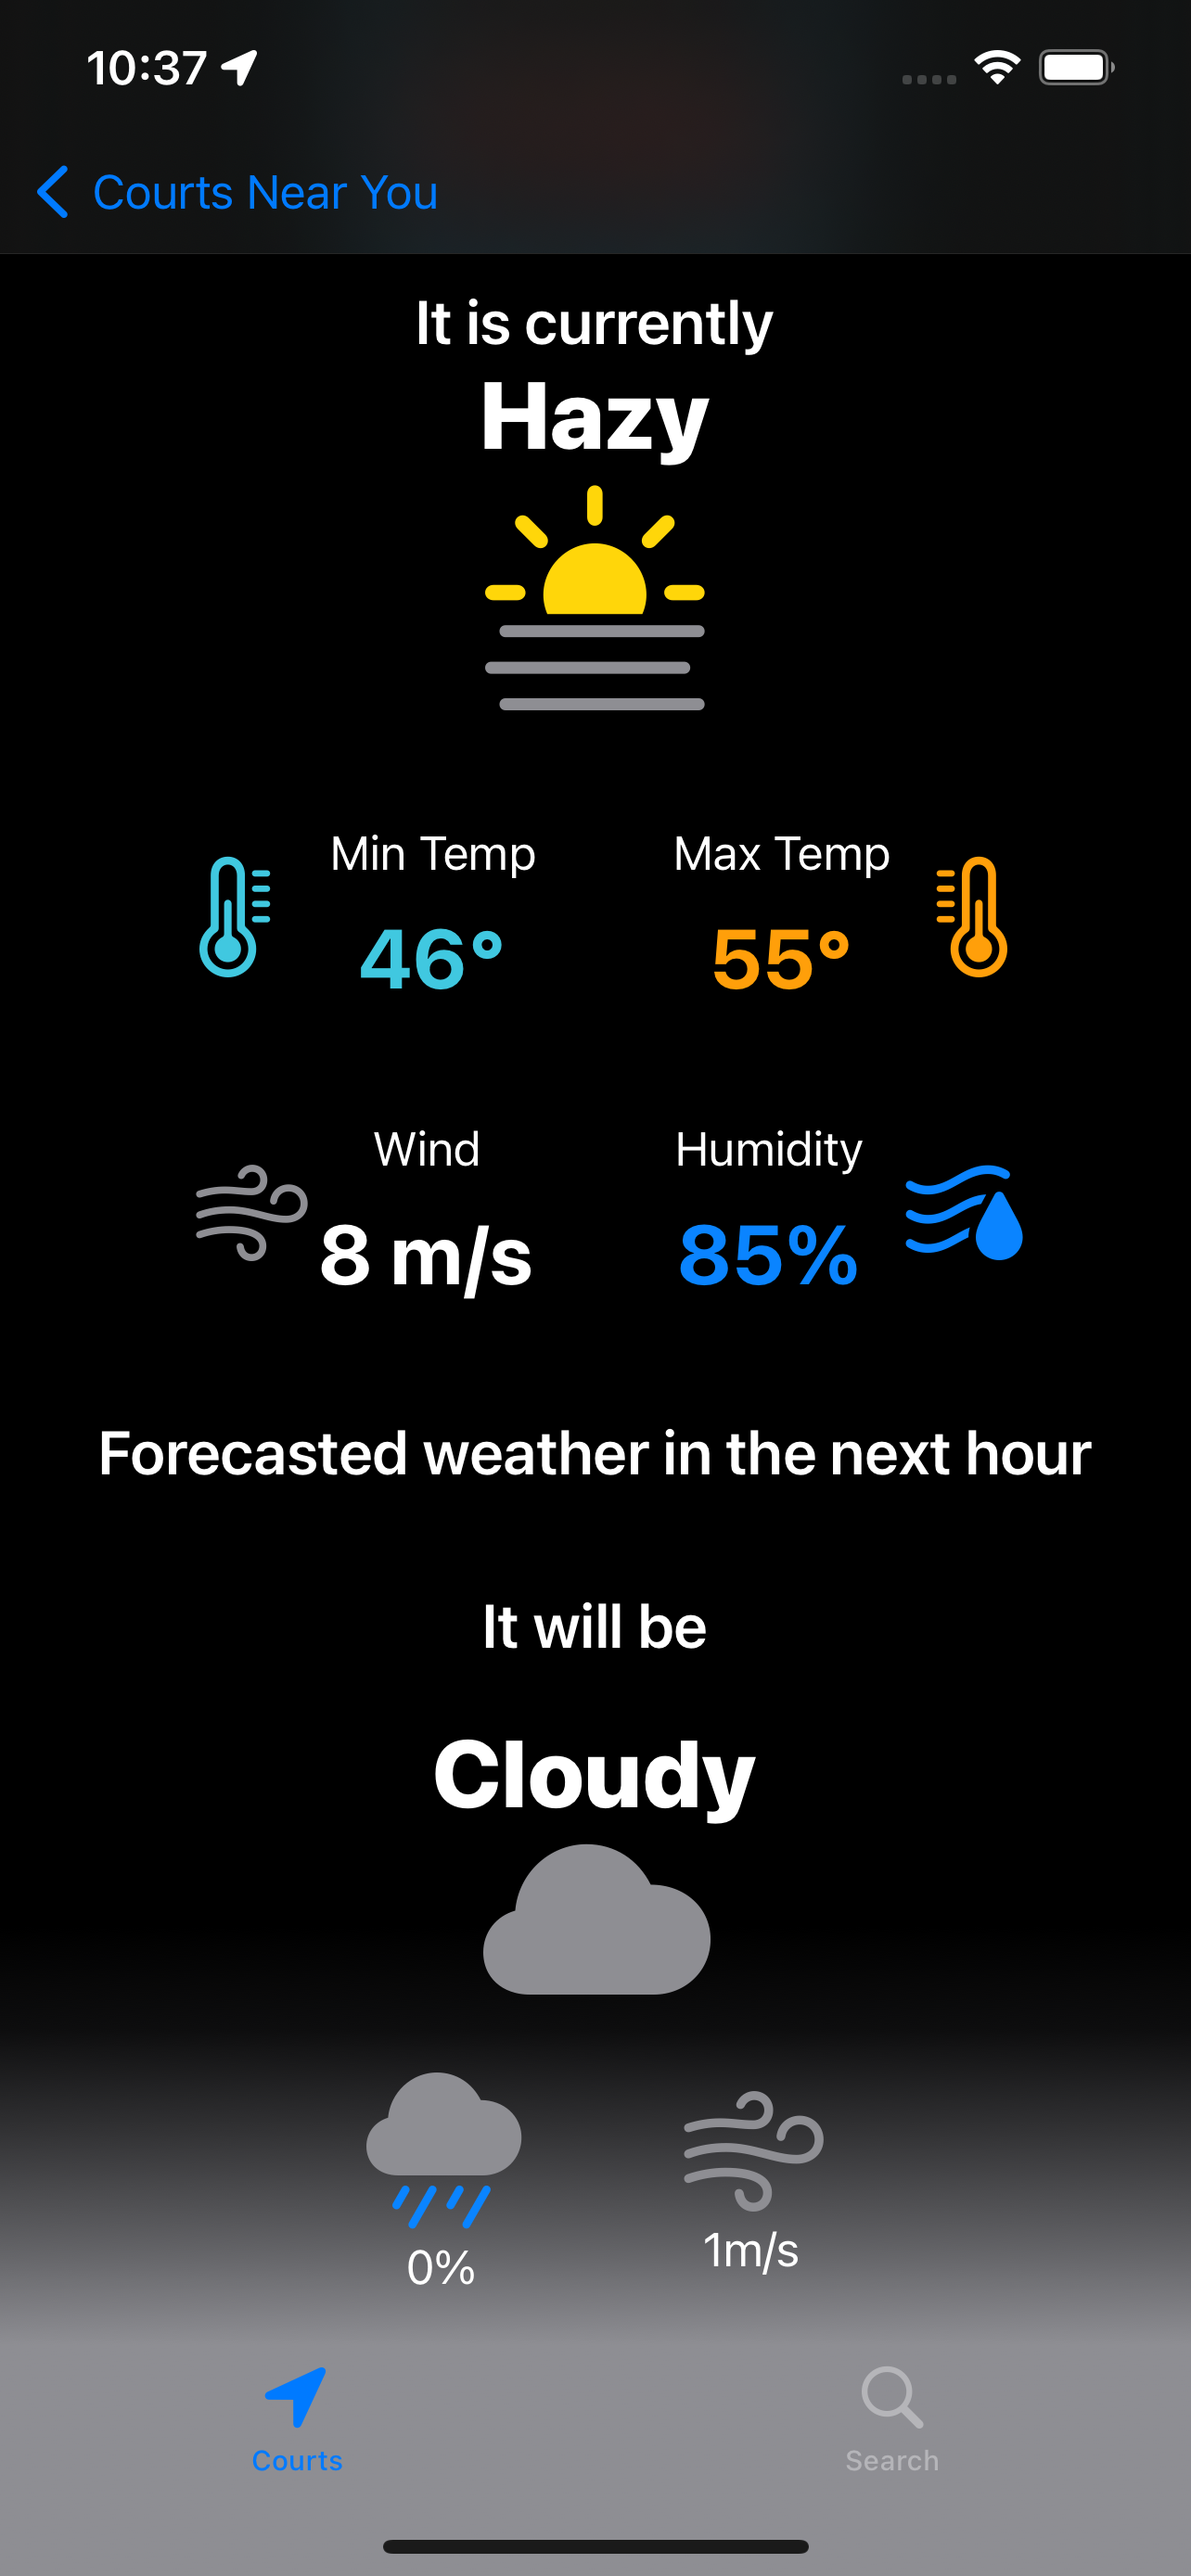 10:37
Courts Near You
It is currently
Hazy
Min Temp
Max Temp
46°
55°
Wind
Humidity
8 m/s
85%
Forecasted weather in the next hour
It will be
Cloudy
0%
1m/s
Courts
Search